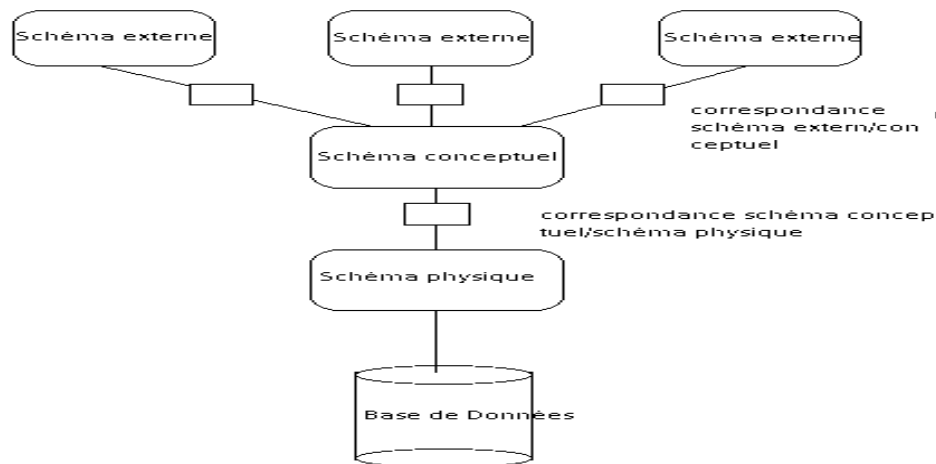 Schéma externe
Schéma externe
Schéma externe
correspondance
schéma extern/con
ceptuel
Schéma conceptuel
correspondance schéma concep
tuel/schéma physique
Schéma physique
Base de Données